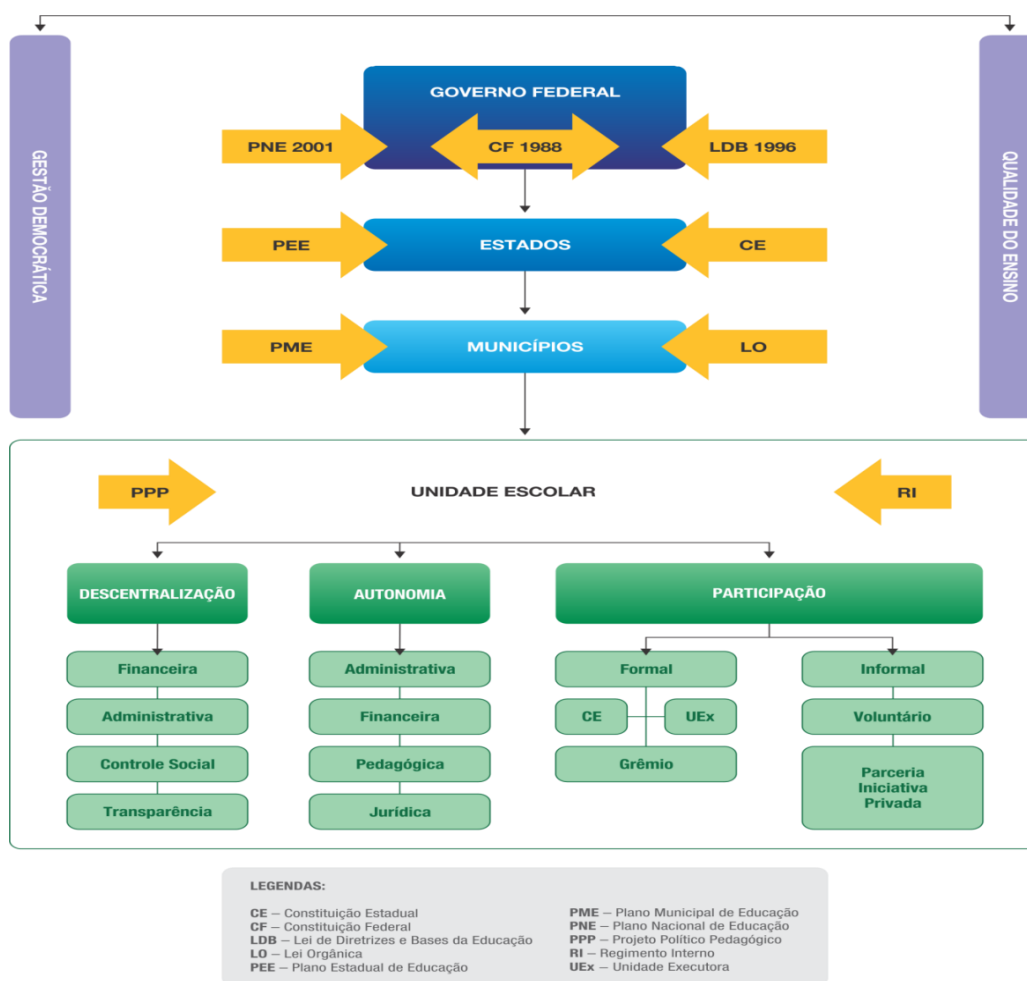 GESTÃO DEMOCRÁTICA
QUALIDADE DO ENSINO
GOVERNO FEDERAL
PNE 2001
CF 1988
LDB 1996
PEE
ESTADOS
CE
PME
MUNICÍPIOS
LO
PPP
UNIDADE ESCOLAR
RI
DESCENTRALIZAÇÃO
AUTONOMIA
PARTICIPAÇÃO
Financeira
Administrativa
Controle Social
Transparência
Administrativa
Financeira
Pedagógica
Jurídica
Formal
CE
UEx
Grêmio
Informal
Voluntário
Parceria
Iniciativa
Privada
LEGENDAS:
CE – Constituição Estadual
CF – Constituição Federal
LDB – Lei de Diretrizes e Bases da Educação
LO – Lei Orgânica
PEE – Plano Estadual de Educação
PME – Plano Municipal de Educação
PNE – Plano Nacional de Educação
PPP – Projeto Político Pedagógico
RI – Regimento Interno
UEx – Unidade Executora